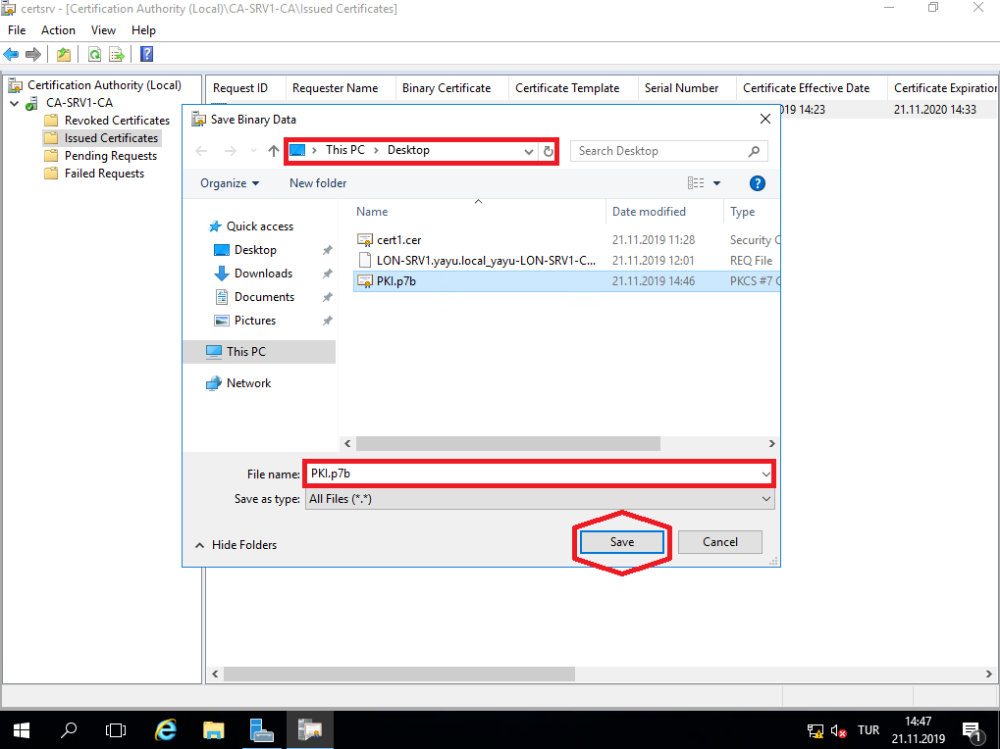 certsrv - [Certification Authority (Local)\CA-SRV1-CA\Issued Certificates]
File Action View Help
Certification Authority (Local)
CA-SRV1-CA
Revoked Certificates
Issued Certificates
Pending Requests
Failed Requests
Request ID Requester Name Binary Certificate Certificate Template Serial Number Certificate Effective Date Certificate Expiration
019 14:23 21.11.2020 14:33
Save Binary Data
This PC Desktop
Search Desktop
Organize New folder
?
Quick access
Desktop
Downloads
Documents
Pictures
This PC
Network
Name Date modified Type
cert1.cer 21.11.2019 11:28 Security C
LON-SRV1.yayu.local_yayu-LON-SRV1-C... 21.11.2019 12:01 REQ File
PKI.p7b 21.11.2019 14:46 PKCS #7 C
File name: PKI.p7b
Save as type: All Files (*.*)
Hide Folders
Save Cancel
TUR
14:47
21.11.2019
1